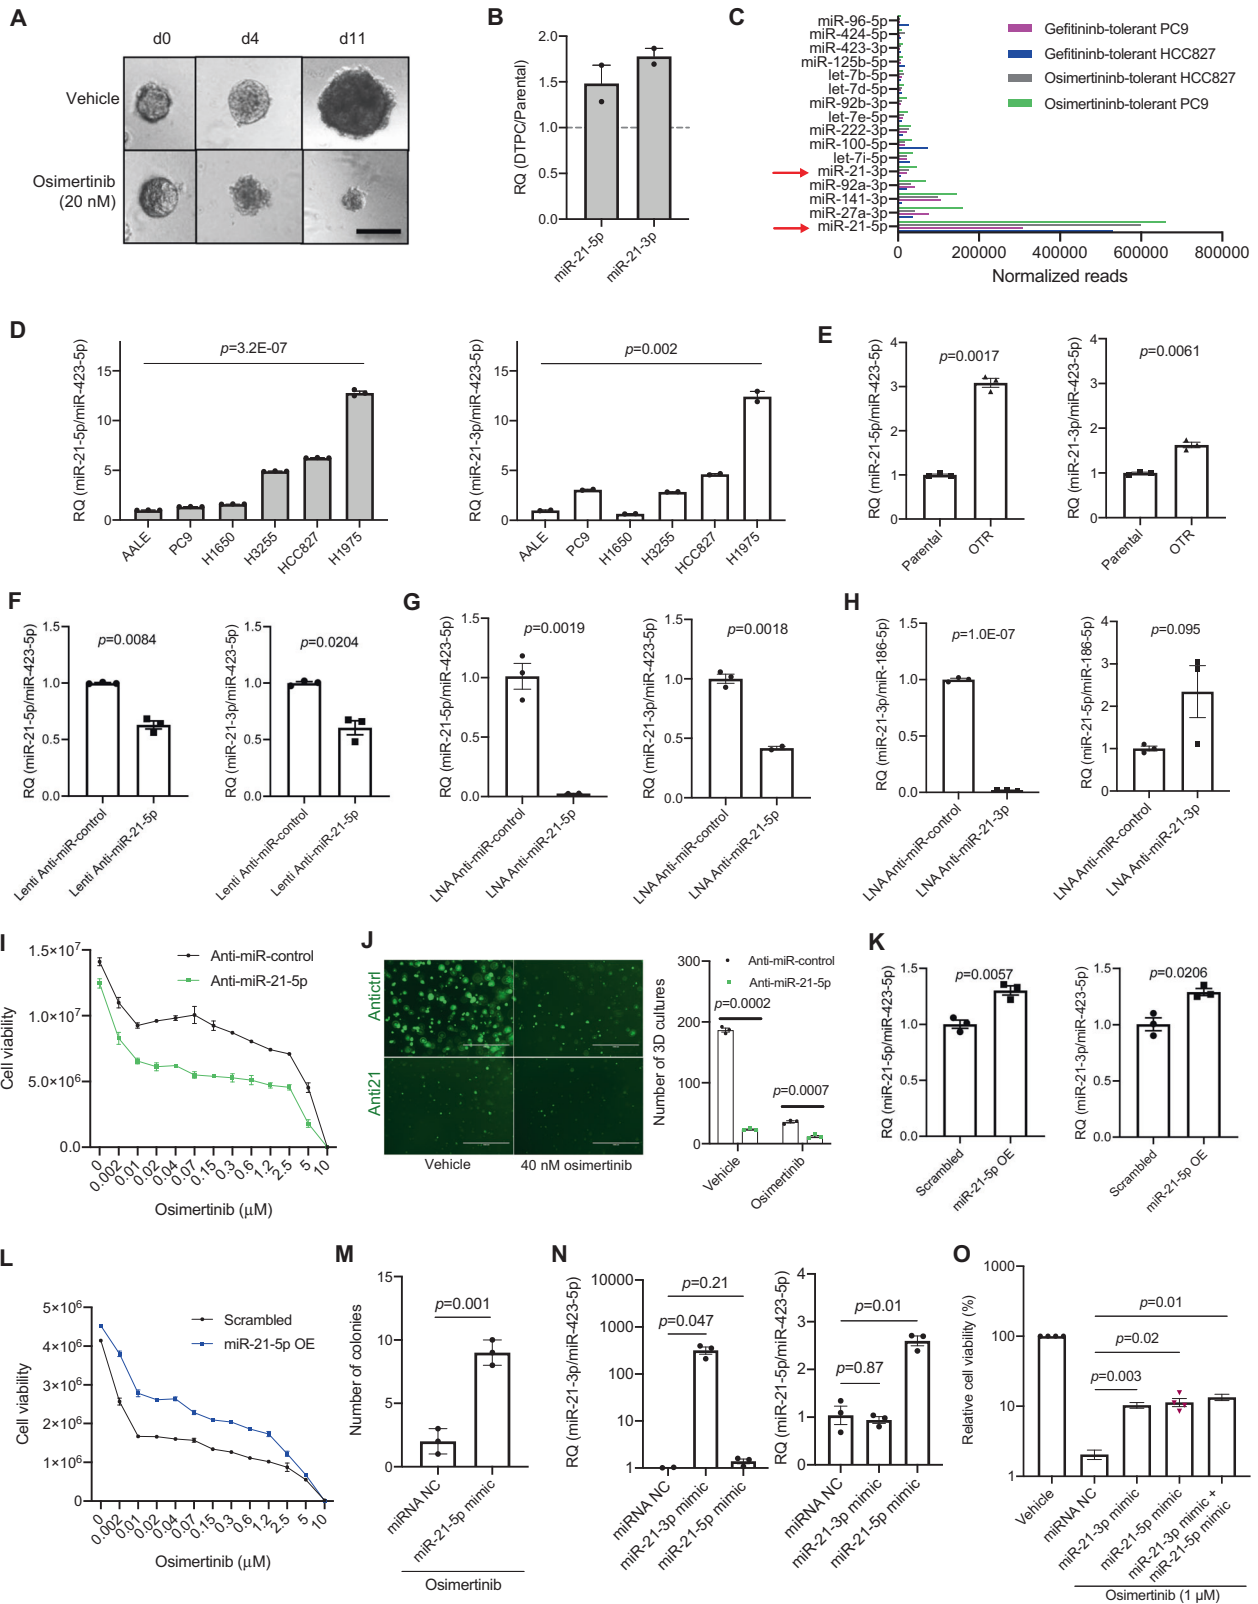 A
d0
d4
d11
Vehicle
Osimertinib
(20 nM)
B
RQ (DTPC/Parental)
2.0
1.5
1.0
0.5
0.0
miR-21-5p
miR-21-3p
C
miR-96-5p
miR-424-5p
miR-423-3p
miR-125b-5p
let-7b-5p
let-7d-5p
miR-92b-3p
let-7e-5p
miR-222-3p
miR-100-5p
let-7i-5p
miR-21-3p
miR-92a-3p
miR-141-3p
miR-27a-3p
miR-21-5p
0
200000
400000
600000
800000
Normalized reads
Gefitininb-tolerant PC9
Gefitininb-tolerant HCC827
Osimertininb-tolerant HCC827
Osimertininb-tolerant PC9
D
RQ (miR-21-5p/miR-423-5p)
15
10
5
0
p=3.2E-07
AALE
PC9
H1650
H3255
HCC827
H1975
RQ (miR-21-3p/miR-423-5p)
15
10
5
0
p=0.002
AALE
PC9
H1650
H3255
HCC827
H1975
E
RQ (miR-21-5p/miR-423-5p)
4
3
2
1
0
p=0.0017
Parental
OTR
RQ (miR-21-3p/miR-423-5p)
4
3
2
1
0
p=0.0061
Parental
OTR
F
RQ (miR-21-5p/miR-423-5p)
1.5
1.0
0.5
0.0
p=0.0084
Lenti Anti-miR-control
Lenti Anti-miR-21-5p
RQ (miR-21-3p/miR-423-5p)
1.5
1.0
0.5
0.0
p=0.0204
Lenti Anti-miR-control
Lenti Anti-miR-21-5p
G
RQ (miR-21-5p/miR-423-5p)
1.5
1.0
0.5
0.0
p=0.0019
LNA Anti-miR-control
LNA Anti-miR-21-5p
RQ (miR-21-3p/miR-423-5p)
1.5
1.0
0.5
0.0
p=0.0018
LNA Anti-miR-control
LNA Anti-miR-21-5p
H
RQ (miR-21-3p/miR-186-5p)
1.5
1.0
0.5
0.0
p=1.0E-07
LNA Anti-miR-control
LNA Anti-miR-21-3p
RQ (miR-21-5p/miR-186-5p)
4
3
2
1
0
p=0.095
LNA Anti-miR-control
LNA Anti-miR-21-3p
I
Cell viability
1.5×10⁷
1.0×10⁷
5.0×10⁶
0.0
Anti-miR-control
Anti-miR-21-5p
0
0.002
0.01
0.02
0.04
0.07
0.15
0.3
0.6
1.2
2.5
5
10
Osimertinib (μM)
J
Antictrl
Anti21
Vehicle
40 nM osimertinib
Number of 3D cultures
300
200
100
0
Anti-miR-control
Anti-miR-21-5p
p=0.0002
p=0.0007
Vehicle
Osimertinib
K
RQ (miR-21-5p/miR-423-5p)
1.5
1.0
0.5
0.0
p=0.0057
Scrambled
miR-21-5p OE
RQ (miR-21-3p/miR-423-5p)
1.5
1.0
0.5
0.0
p=0.0206
Scrambled
miR-21-5p OE
L
Cell viability
5×10⁶
4×10⁶
3×10⁶
2×10⁶
1×10⁶
0
Scrambled
miR-21-5p OE
0
0.002
0.01
0.02
0.04
0.07
0.15
0.3
0.6
1.2
2.5
5
10
Osimertinib (μM)
M
Number of colonies
15
10
5
0
p=0.001
miRNA NC
miR-21-5p mimic
Osimertinib
N
RQ (miR-21-3p/miR-423-5p)
10000
1000
100
10
1
p=0.21
p=0.047
miRNA NC
miR-21-3p mimic
miR-21-5p mimic
RQ (miR-21-5p/miR-423-5p)
4
3
2
1
0
p=0.01
p=0.87
miRNA NC
miR-21-3p mimic
miR-21-5p mimic
O
Relative cell viability (%)
1000
100
10
1
p=0.01
p=0.02
p=0.003
Vehicle
miRNA NC
miR-21-3p mimic
miR-21-5p mimic
miR-21-3p mimic +
miR-21-5p mimic
Osimertinib (1 μM)